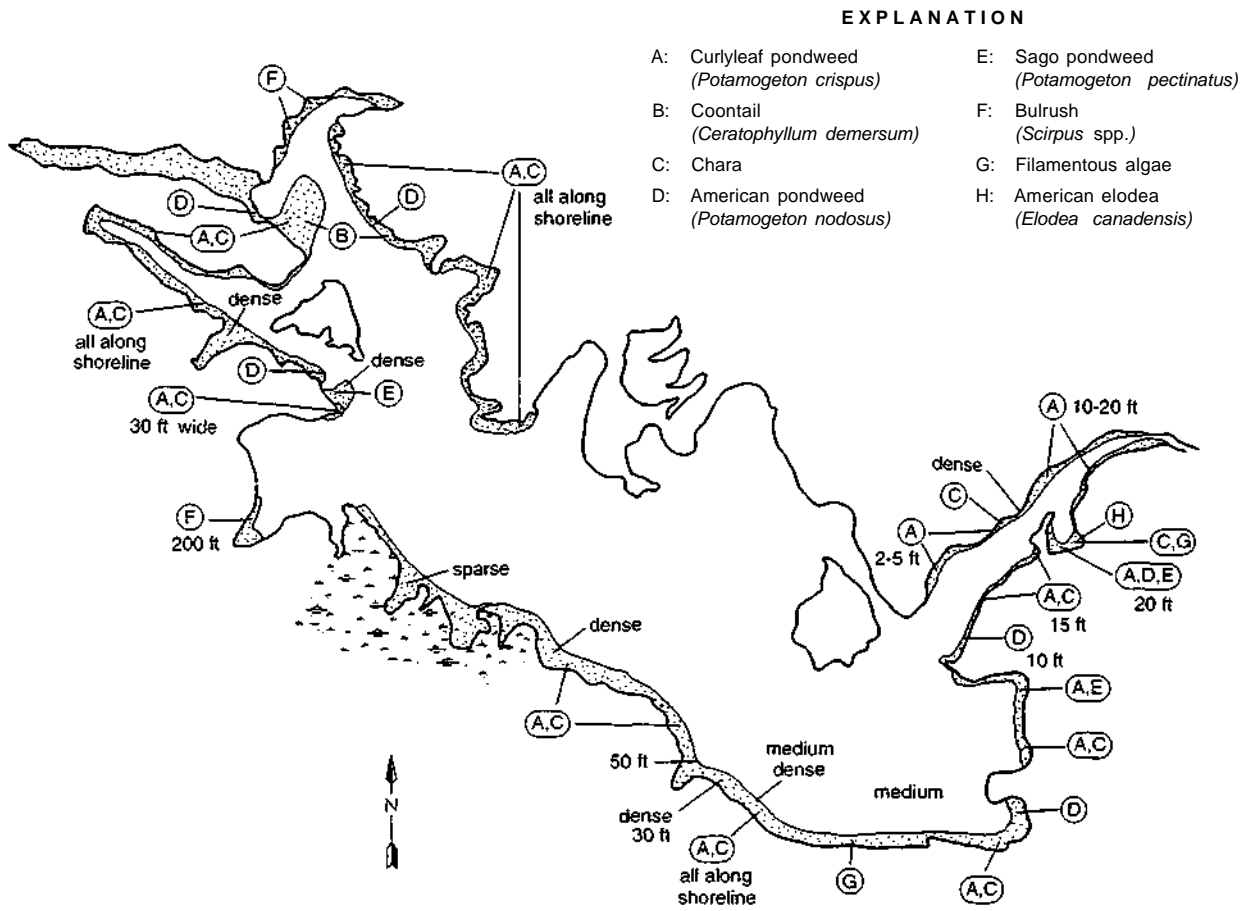 EXPLANATION
A: Curlyleaf pondweed
(Potamogeton crispus)
B: Coontail
(Ceratophyllum demersum)
C: Chara
D: American pondweed
(Potamogeton nodosus)
E: Sago pondweed
(Potamogeton pectinatus)
F: Bulrush
(Scirpus spp.)
G: Filamentous algae
H: American elodea
(Elodea canadensis)
F
A,C
all along
shoreline
D
D
A,C
B
dense
A,C
all along
shoreline
dense
D
E
A,C
30 ft wide
A 10-20 ft
dense
C
F
200 ft
A
2-5 ft
H
C,G
A,D,E
20 ft
sparse
A,C
15 ft
dense
D
10 ft
A,E
A,C
A,C
50 ft
medium
dense
medium
N
dense
30 ft
D
A,C
all along
shoreline
G
A,C